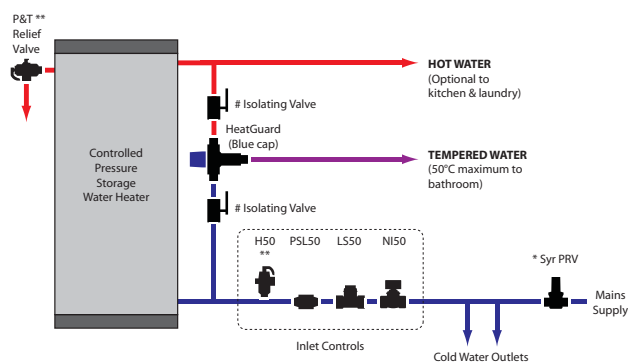 P&T **
Relief
Valve
HOT WATER
(Optional to
kitchen & laundry)
# Isolating Valve
HeatGuard
(Blue cap)
Controlled
Pressure
Storage
Water Heater
TEMPERED WATER
(50°C maximum to
bathroom)
# Isolating Valve
H50 PSL50 LS50 NI50
**
* Syr PRV
Mains
Supply
Inlet Controls
Cold Water Outlets